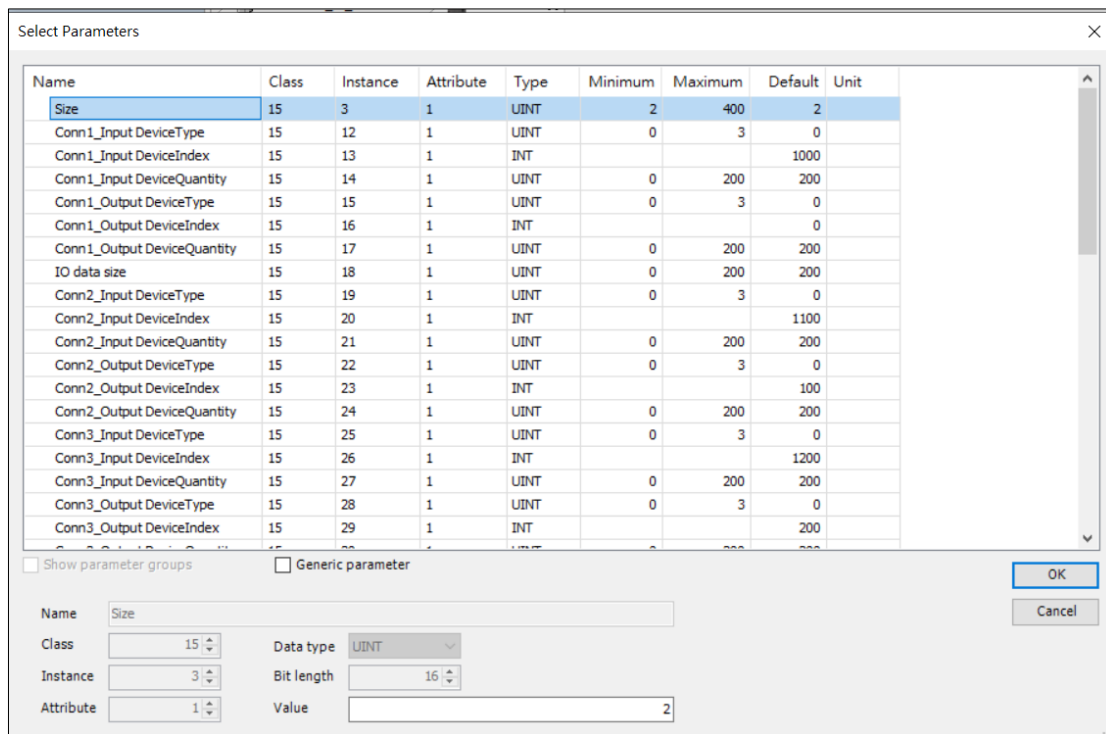 Select Parameters
Name Class Instance Attribute Type Minimum Maximum Default Unit
Size 15 3 1 UINT 2 400 2
Conn1_Input DeviceType 15 12 1 UINT 0 3 0
Conn1_Input DeviceIndex 15 13 1 INT 1000
Conn1_Input DeviceQuantity 15 14 1 UINT 0 200 200
Conn1_Output DeviceType 15 15 1 UINT 0 3 0
Conn1_Output DeviceIndex 15 16 1 INT 0
Conn1_Output DeviceQuantity 15 17 1 UINT 0 200 200
IO data size 15 18 1 UINT 0 200 200
Conn2_Input DeviceType 15 19 1 UINT 0 3 0
Conn2_Input DeviceIndex 15 20 1 INT 1100
Conn2_Input DeviceQuantity 15 21 1 UINT 0 200 200
Conn2_Output DeviceType 15 22 1 UINT 0 3 0
Conn2_Output DeviceIndex 15 23 1 INT 100
Conn2_Output DeviceQuantity 15 24 1 UINT 0 200 200
Conn3_Input DeviceType 15 25 1 UINT 0 3 0
Conn3_Input DeviceIndex 15 26 1 INT 1200
Conn3_Input DeviceQuantity 15 27 1 UINT 0 200 200
Conn3_Output DeviceType 15 28 1 UINT 0 3 0
Conn3_Output DeviceIndex 15 29 1 INT 200
Show parameter groups Generic parameter
OK
Name Size Cancel
Class 15 Data type UINT
Instance 3 Bit length 16
Attribute 1 Value 2